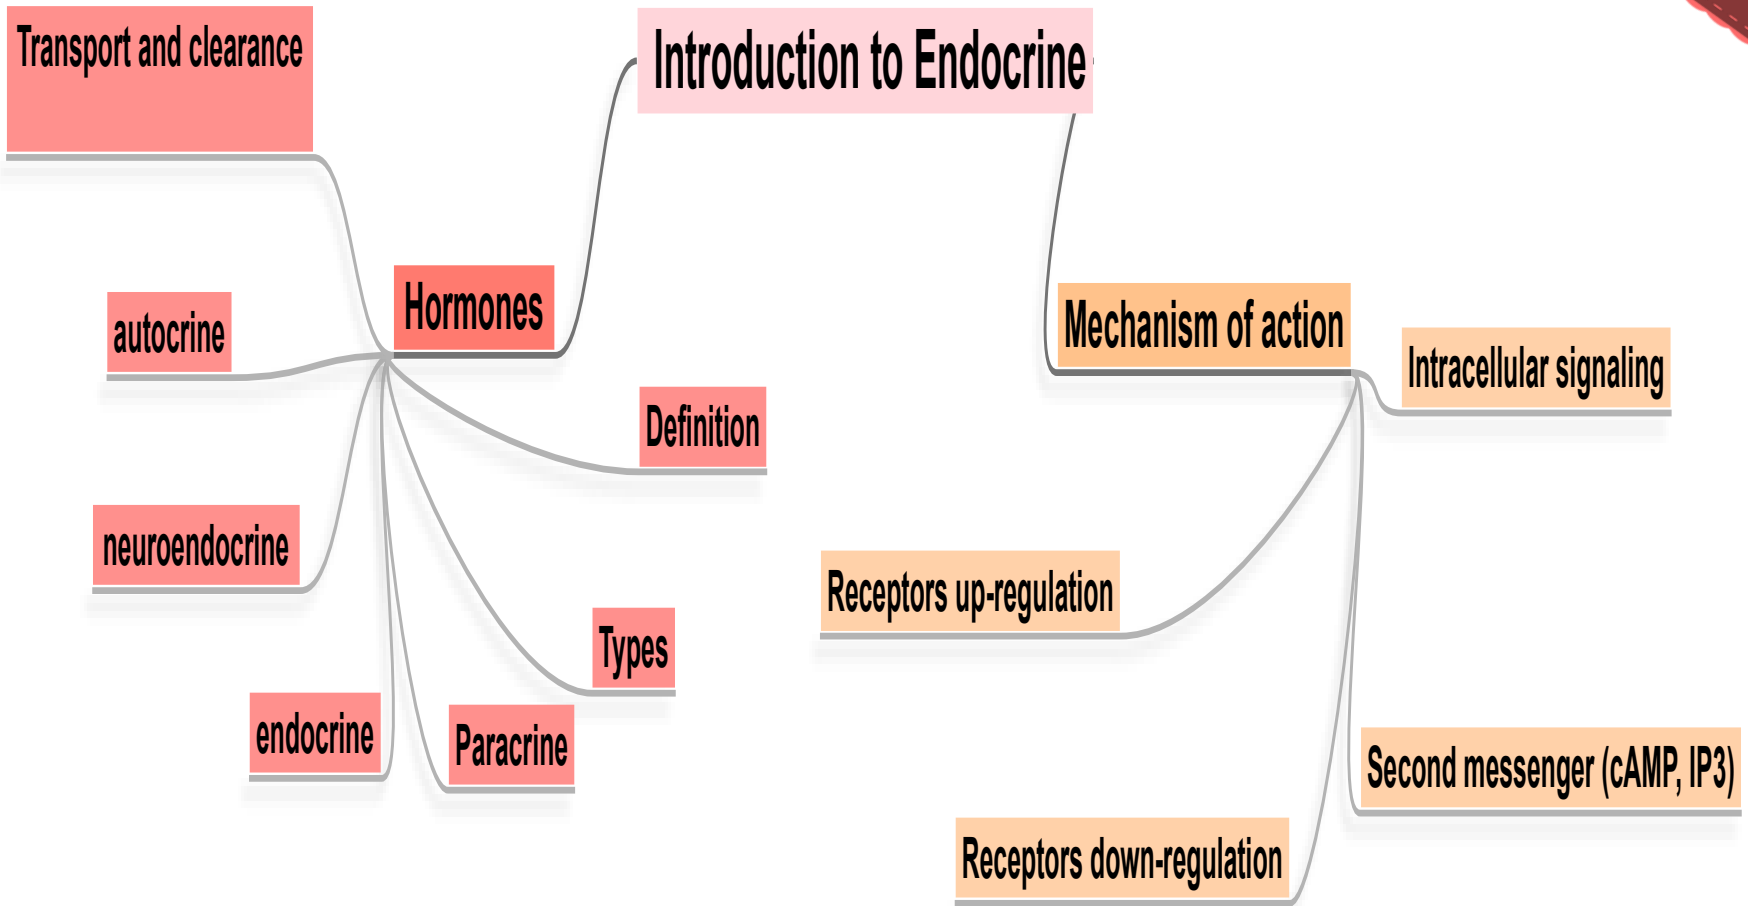 Introduction to Endocrine
Transport and clearance
Hormones
autocrine
Definition
neuroendocrine
Types
endocrine
Paracrine
Mechanism of action
Intracellular signaling
Receptors up-regulation
Second messenger (cAMP, IP3)
Receptors down-regulation